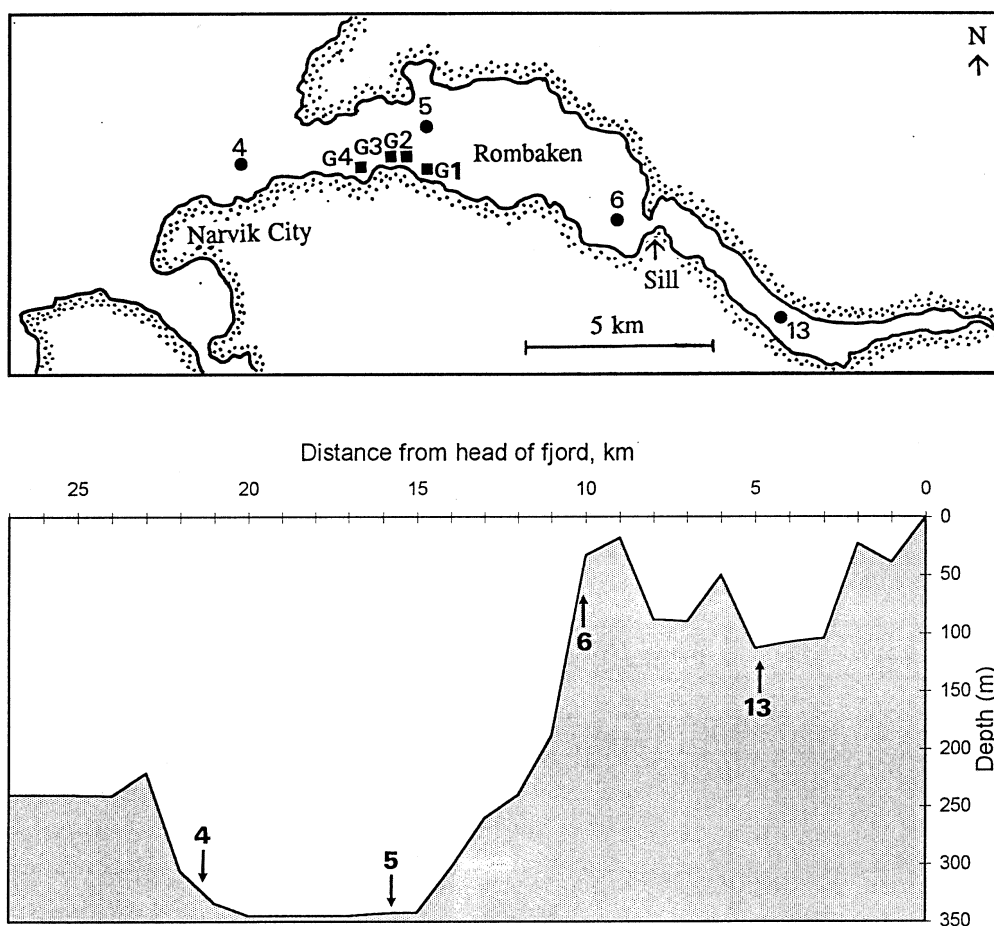 N
5
4
G3 G2
G4
G1
Rombaken
6
Narvik City
Sill
5 km
13
Distance from head of fjord, km
25 20 15 10 5 0
0
50
100
150
200
250
300
350
Depth (m)
6
13
4
5